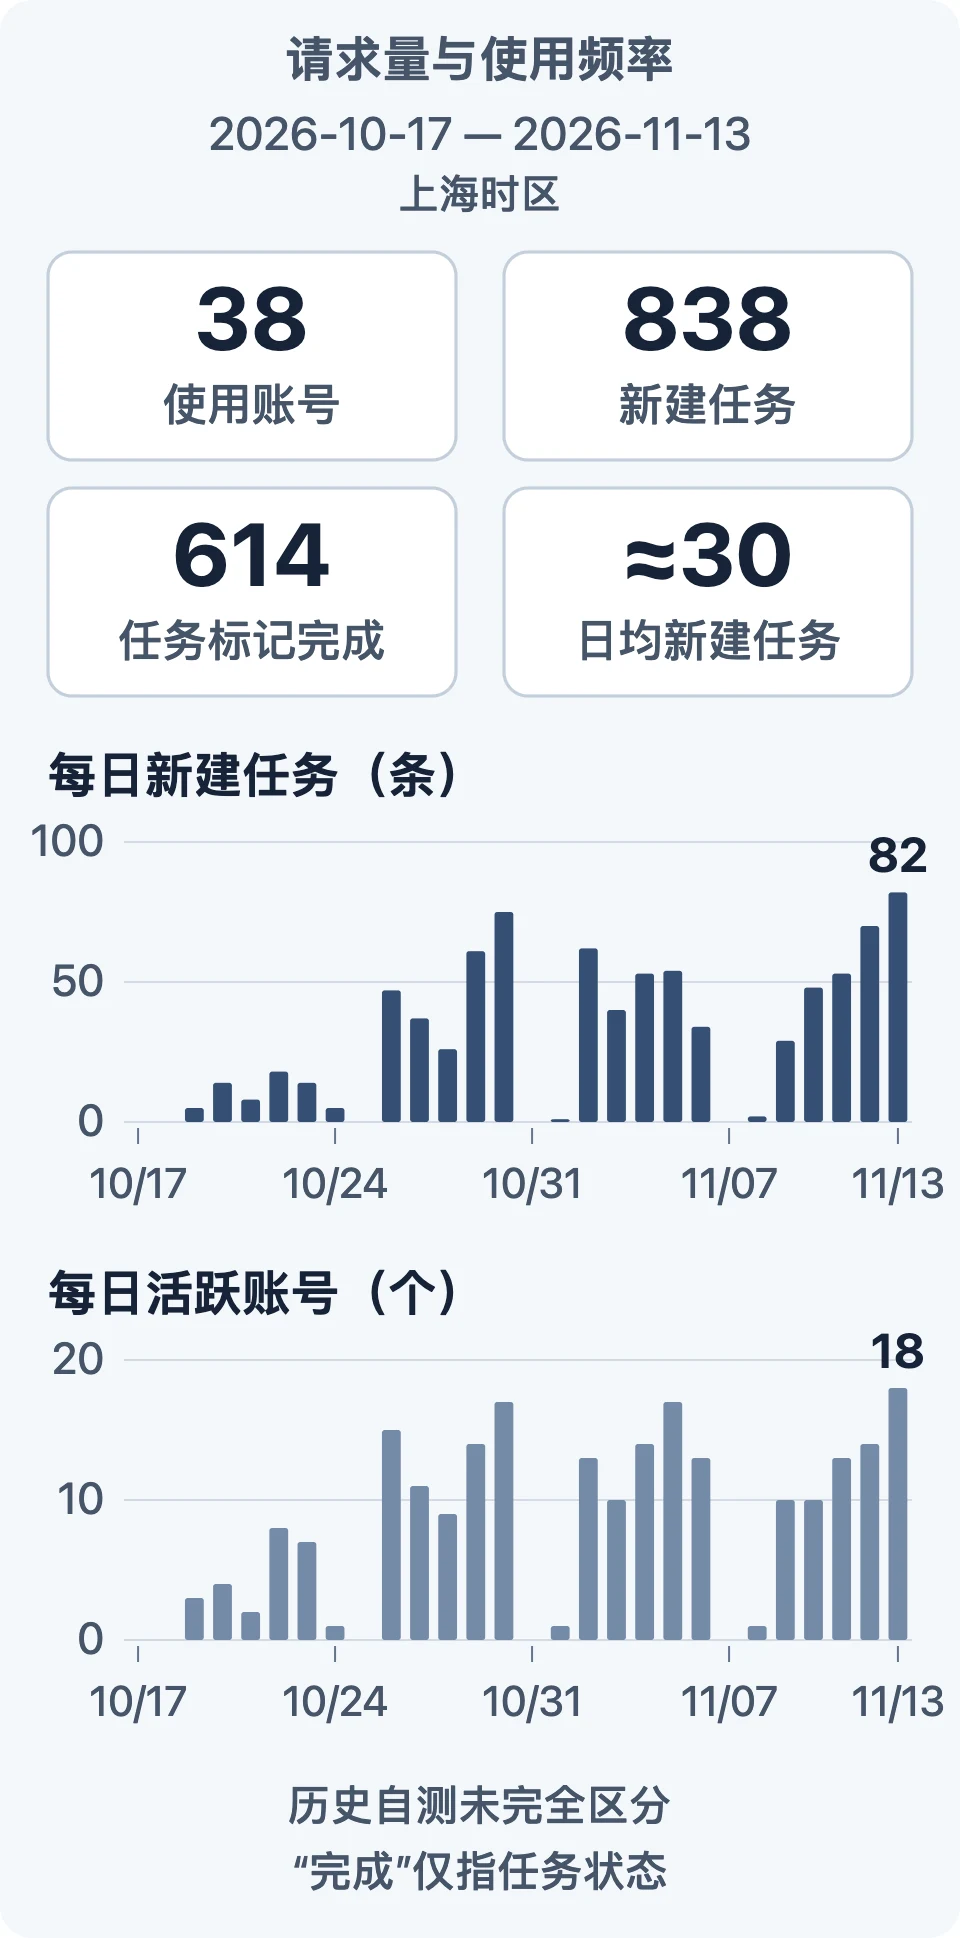 请求量与使用频率
2026-10-17 — 2026-11-13
上海时区
38
使用账号
838
新建任务
614
任务标记完成
≈30
日均新建任务
每日新建任务（条）
100
82
50
0
10/17 10/24 10/31 11/07 11/13
每日活跃账号（个）
20
18
10
0
10/17 10/24 10/31 11/07 11/13
历史自测未完全区分
“完成”仅指任务状态